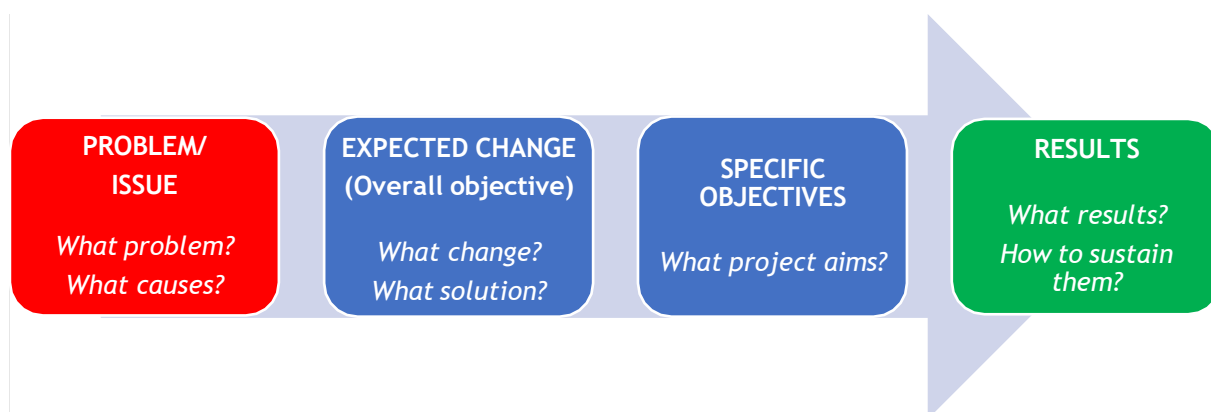 PROBLEM/
ISSUE
What problem?
What causes?
EXPECTED CHANGE
(Overall objective)
What change?
What solution?
SPECIFIC
OBJECTIVES
What project aims?
RESULTS
What results?
How to sustain
them?